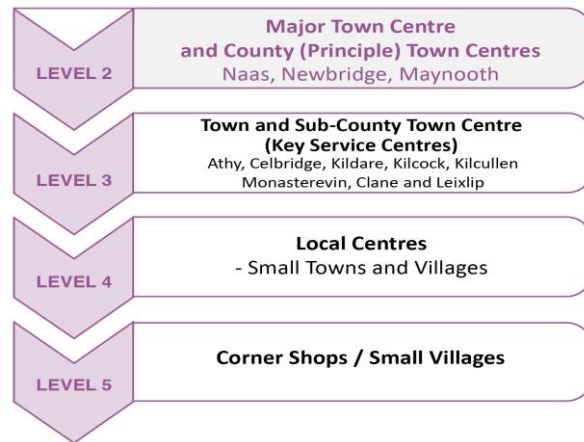 Major Town Centre
and County (Principle) Town Centres
LEVEL 2
Naas, Newbridge, Maynooth
Town and Sub-County Town Centre
(Key Service Centres)
LEVEL 3
Athy, Celbridge, Kildare, Kilcock, Kilcullen
Monasterevin, Clane and Leixlip
Local Centres
LEVEL 4
- Small Towns and Villages
Corner Shops / Small Villages
LEVEL 5